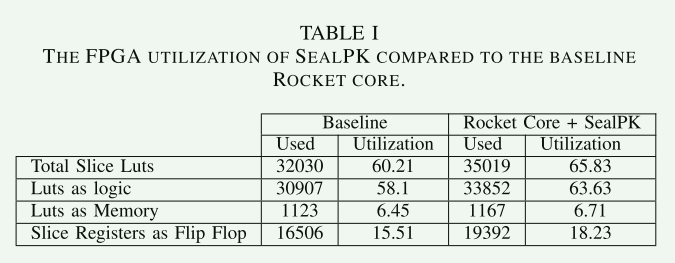 TABLE I
THE FPGA UTILIZATION OF SEALPK COMPARED TO THE BASELINE
ROCKET CORE.
Baseline Rocket Core + SealPK
Used Utilization Used Utilization
Total Slice Luts 32030 60.21 35019 65.83
Luts as logic 30907 58.1 33852 63.63
Luts as Memory 1123 6.45 1167 6.71
Slice Registers as Flip Flop 16506 15.51 19392 18.23